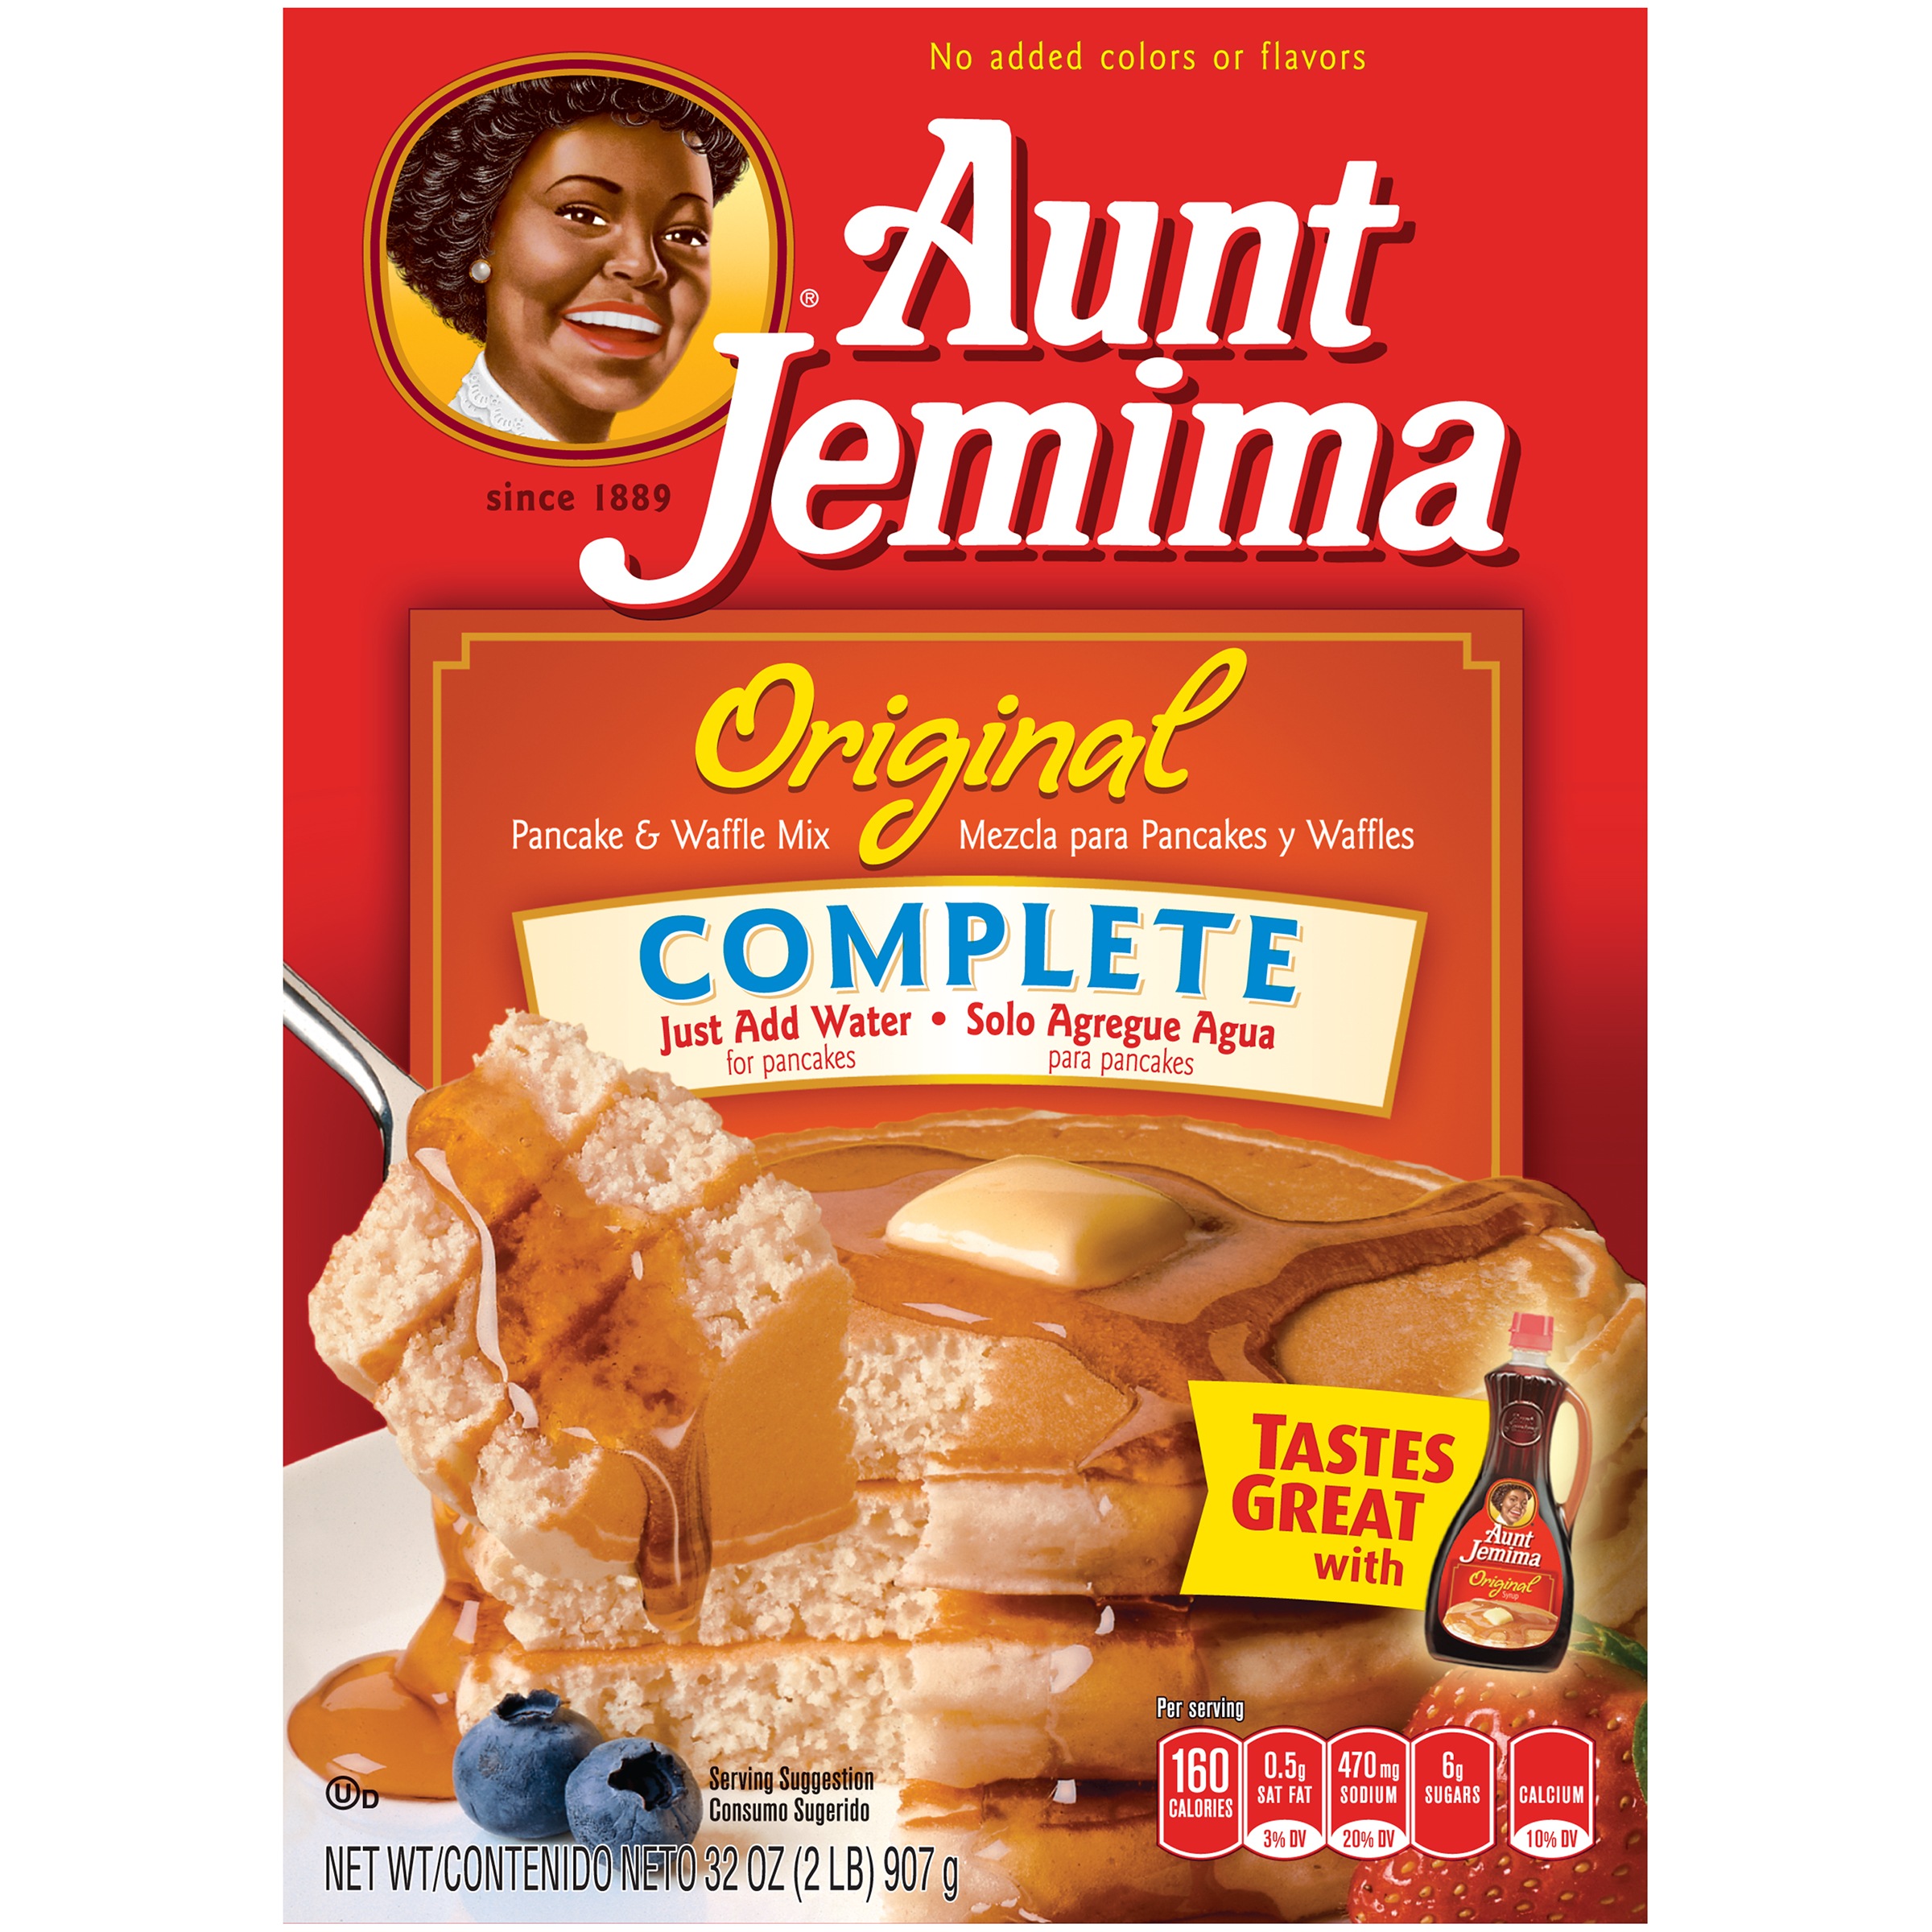 No added colors or flavors
Aunt
®
Jemima
since 1889
Original
Pancake & Waffle Mix
Mezcla para Pancakes y Waffles
COMPLETE
Just Add Water • Solo Agregue Agua
for pancakes
para pancakes
TASTES
GREAT
with
Aunt
Jemima
Original
Syrup
Per serving
160
CALORIES
0.5g
SAT FAT
3% DV
470mg
SODIUM
20% DV
6g
SUGARS
CALCIUM
10% DV
U D
Serving Suggestion
Consumo Sugerido
NET WT/CONTENIDO NETO 32 OZ (2 LB) 907 g